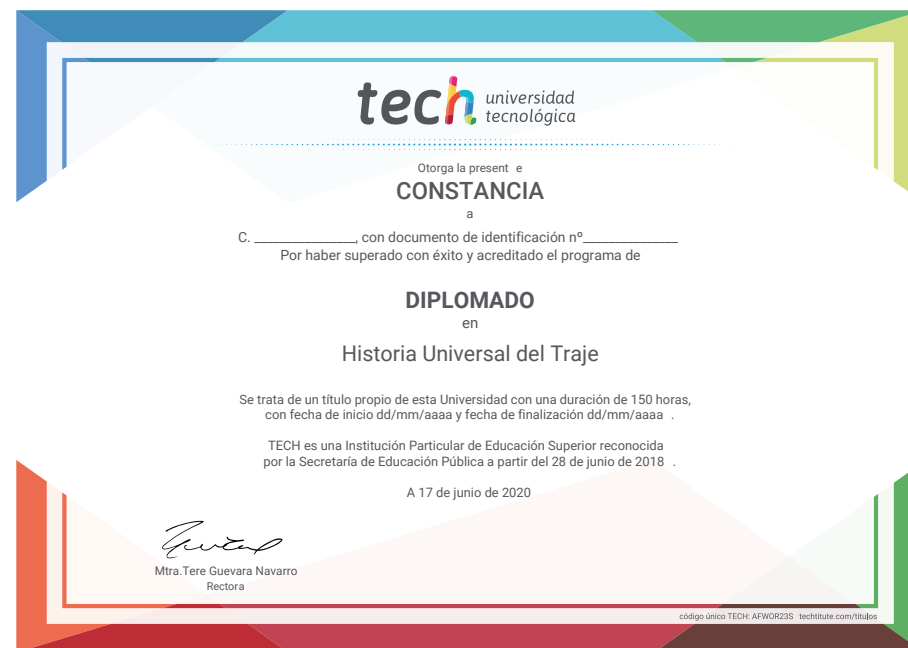 tech universidad
tecnológica
Otorga la present e
CONSTANCIA
a
C. _______________, con documento de identificación nº______________
Por haber superado con éxito y acreditado el programa de
DIPLOMADO
en
Historia Universal del Traje
Se trata de un título propio de esta Universidad con una duración de 150 horas,
con fecha de inicio dd/mm/aaaa y fecha de finalización dd/mm/aaaa .
TECH es una Institución Particular de Educación Superior reconocida
por la Secretaría de Educación Pública a partir del 28 de junio de 2018 .
A 17 de junio de 2020
Mtra.Tere Guevara Navarro
Rectora
código único TECH: AFWOR23S techtitute.com/titulos